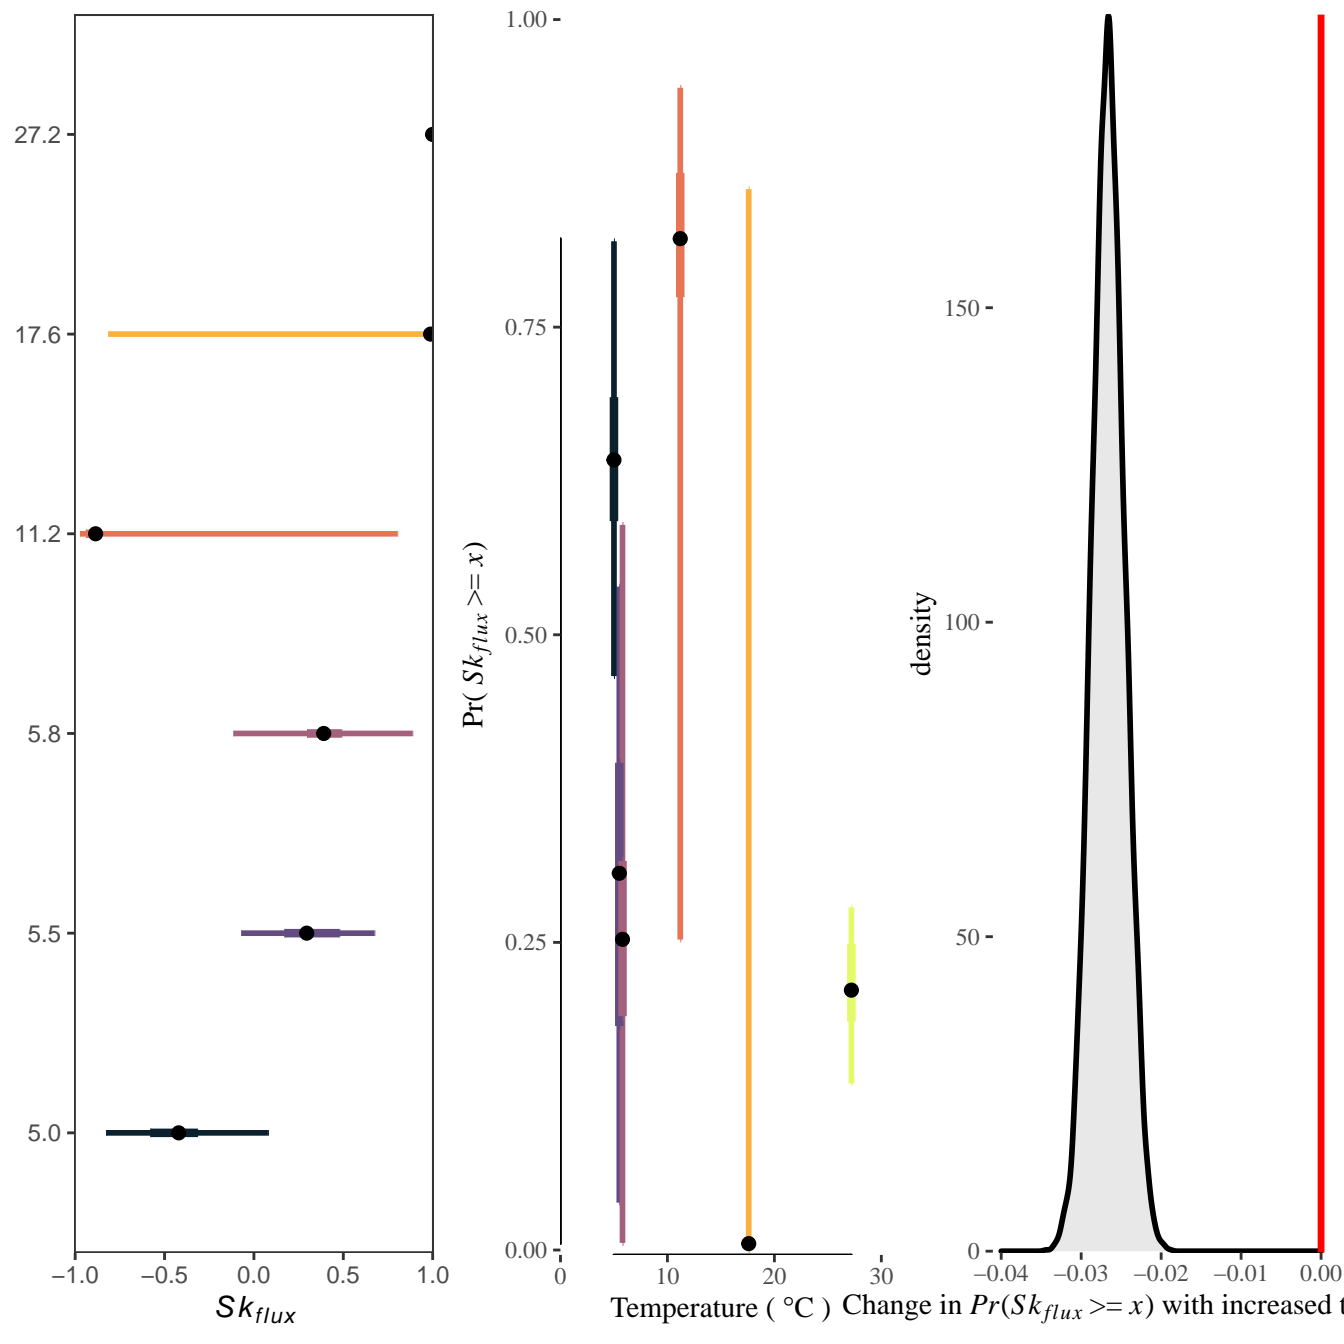 27.2
17.6
11.2
5.8
5.5
5.0
−1.0 −0.5 0.0 0.5 1.0
Sk_flux
1.00
0.75
0.50
0.25
0.00
Pr( Sk_flux >= x)
0 10 20 30
Temperature ( °C )
150
100
50
0
density
−0.04 −0.03 −0.02 −0.01 0.00
Change in Pr(Sk_flux >= x) with increased t